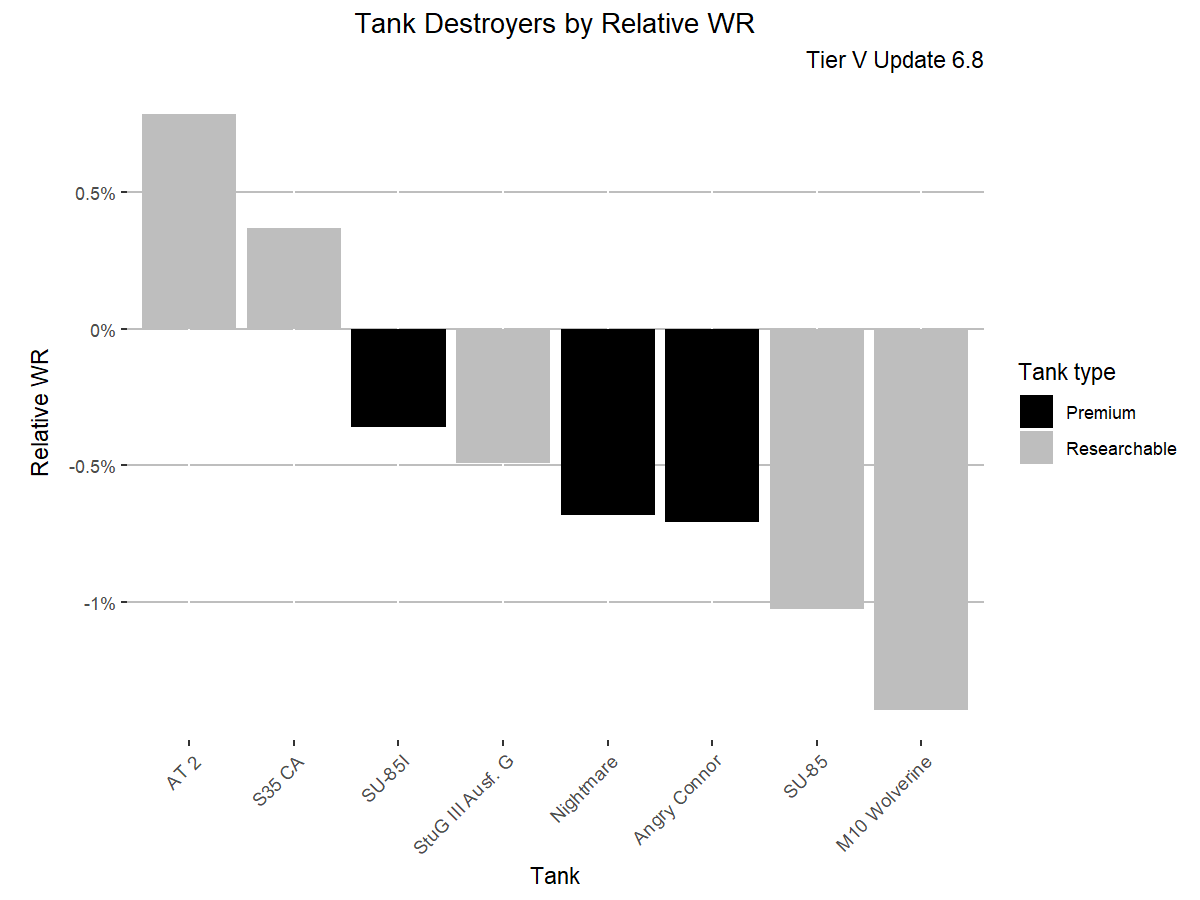 Tank Destroyers by Relative WR
Tier V Update 6.8
0.5%
0%
-0.5%
-1%
Relative WR
AT 2
S35 CA
SU-85I
StuG III Ausf. G
Nightmare
Angry Connor
SU-85
M10 Wolverine
Tank
Tank type
Premium
Researchable